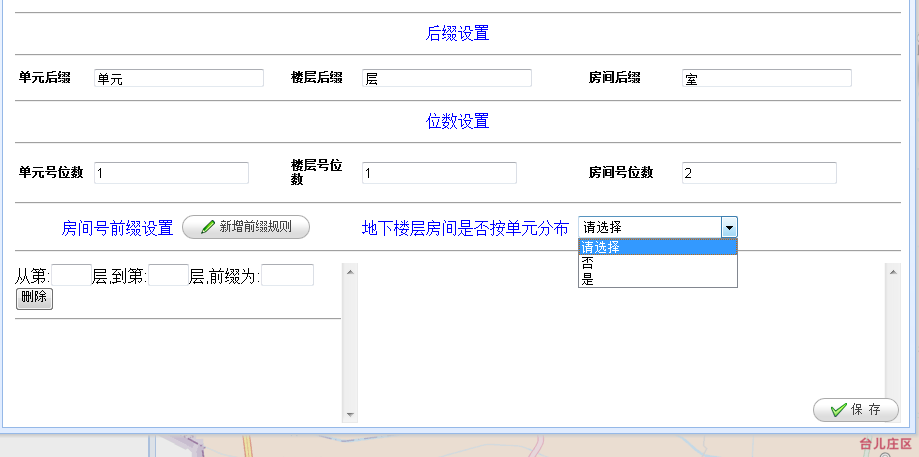 后缀设置
单元后缀 单元 楼层后缀 层 房间后缀 室
位数设置
单元号位数 1 楼层号位数 1 房间号位数 2
房间号前缀设置 新增前缀规则 地下楼层房间是否按单元分布 请选择
请选择
否
是
从第: 层,到第: 层,前缀为:
删除
保 存
台儿庄区